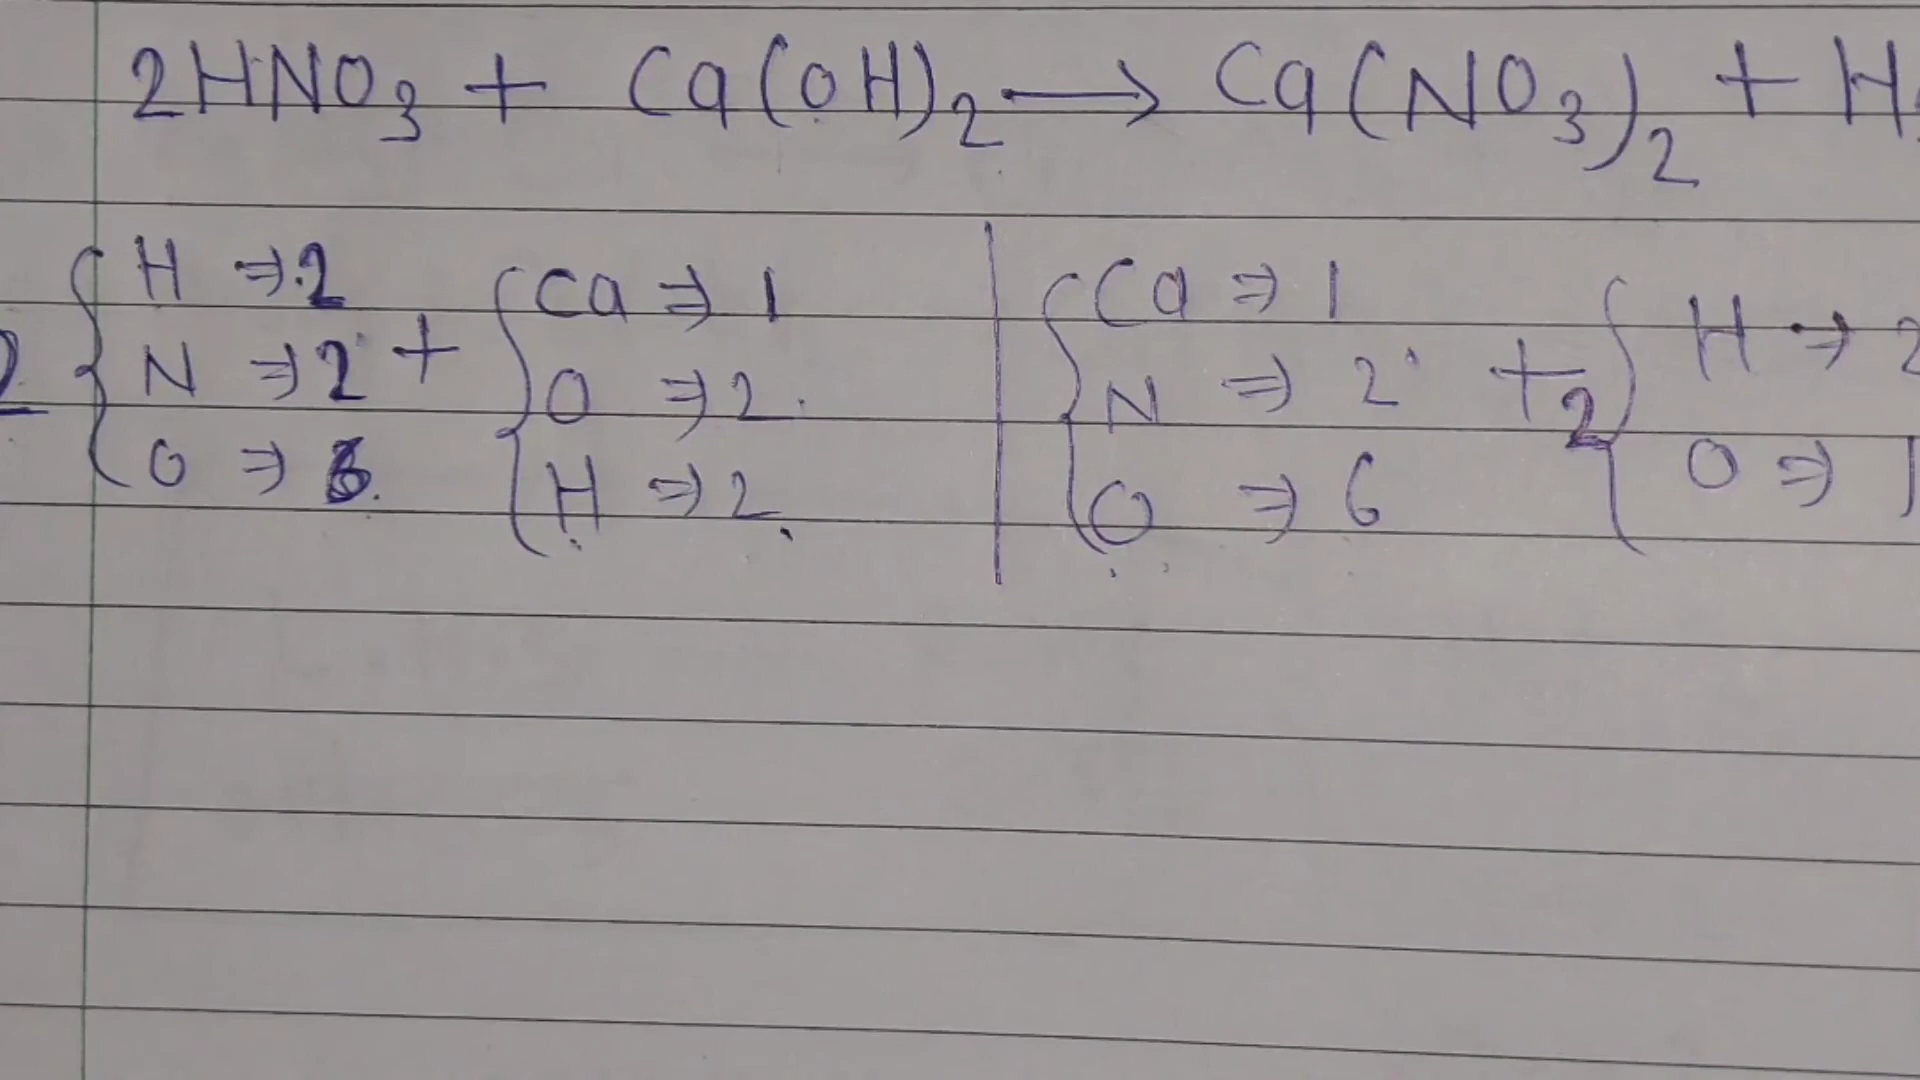 2HNO₃ + Ca(OH)₂ → Ca(NO₃)₂ + H
H ⇒ 2
N ⇒ 2
O ⇒ 6
2 { +
Ca ⇒ 1
O ⇒ 2
H ⇒ 2
Ca ⇒ 1
N ⇒ 2
O ⇒ 6
+ 2 {
H → 2
O ⇒ 1